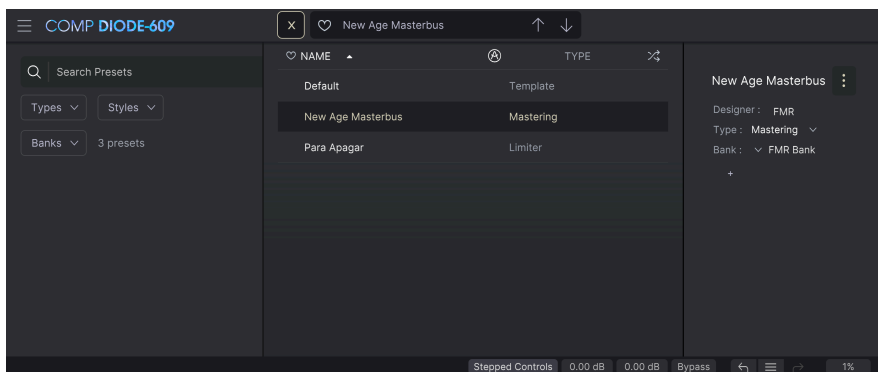 COMP DIODE-609
X New Age Masterbus
Search Presets
Types Styles
Banks 3 presets
NAME TYPE
Default Template
New Age Masterbus Mastering
Para Apagar Limiter
New Age Masterbus
Designer : FMR
Type : Mastering
Bank : FMR Bank
+
Stepped Controls 0.00 dB 0.00 dB Bypass 1%